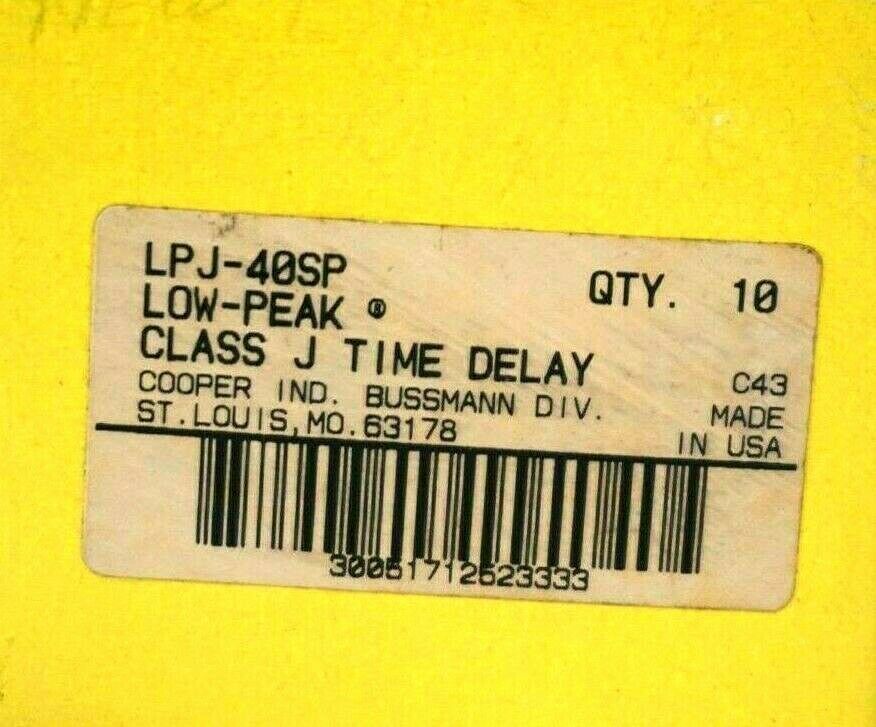 LPJ-40SP
QTY. 10
LOW-PEAK ®
CLASS J TIME DELAY
C43
COOPER IND. BUSSMANN DIV.
MADE
ST.LOUIS,MO.63178
IN USA
30051712523333